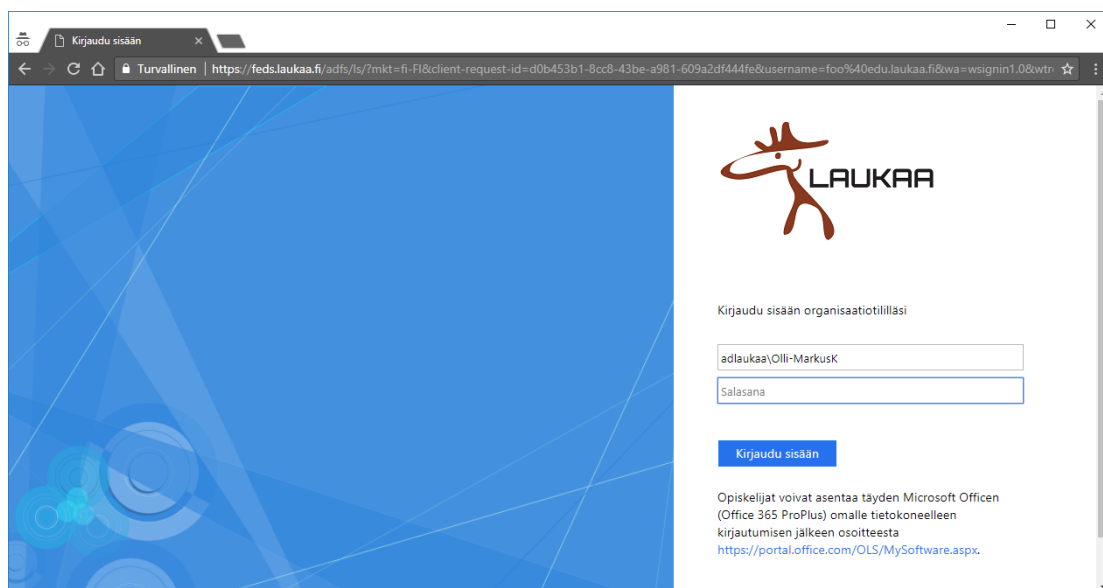 Kirjaudu sisään
Turvallinen | https://feds.laukaa.fi/adfs/ls/?mkt=fi-FI&client-request-id=d0b453b1-8cc8-43be-a981-609a2df444fe&username=foo%40edu.laukaa.fi&wa=wsignin1.0&wtr
LAUKAA
Kirjaudu sisään organisaatiotililläsi
adlaukaa\Olli-MarkusK
Salasana
Kirjaudu sisään
Opiskelijat voivat asentaa täyden Microsoft Officen
(Office 365 ProPlus) omalle tietokoneelleen
kirjautumisen jälkeen osoitteesta
https://portal.office.com/OLS/MySoftware.aspx.